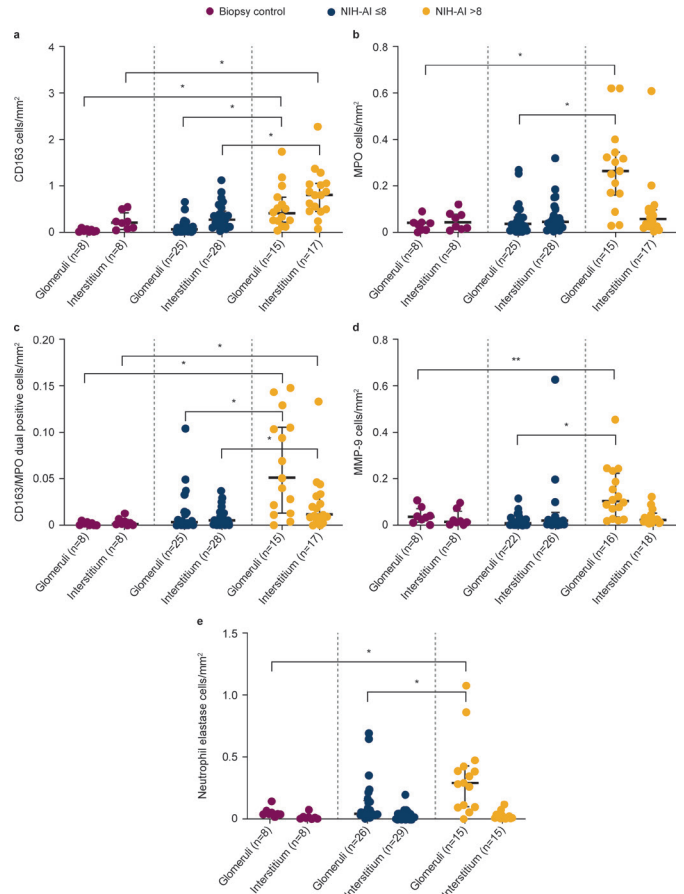 Biopsy control NIH-AI ≤8 NIH-AI >8
a
CD163 cells/mm²
4
3
2
1
0
* * * *
Glomeruli (n=8)
Interstitium (n=8)
Glomeruli (n=25)
Interstitium (n=28)
Glomeruli (n=15)
Interstitium (n=17)
b
MPO cells/mm²
0.8
0.6
0.4
0.2
0
* *
Glomeruli (n=8)
Interstitium (n=8)
Glomeruli (n=25)
Interstitium (n=28)
Glomeruli (n=15)
Interstitium (n=17)
c
CD163/MPO dual positive cells/mm²
0.20
0.15
0.10
0.05
0
* * * *
Glomeruli (n=8)
Interstitium (n=8)
Glomeruli (n=25)
Interstitium (n=28)
Glomeruli (n=15)
Interstitium (n=17)
d
MMP-9 cells/mm²
0.8
0.6
0.4
0.2
0
** *
Glomeruli (n=8)
Interstitium (n=8)
Glomeruli (n=22)
Interstitium (n=26)
Glomeruli (n=16)
Interstitium (n=18)
e
Neutrophil elastase cells/mm²
1.5
1.0
0.5
0
* *
Glomeruli (n=8)
Interstitium (n=8)
Glomeruli (n=26)
Interstitium (n=29)
Glomeruli (n=15)
Interstitium (n=15)